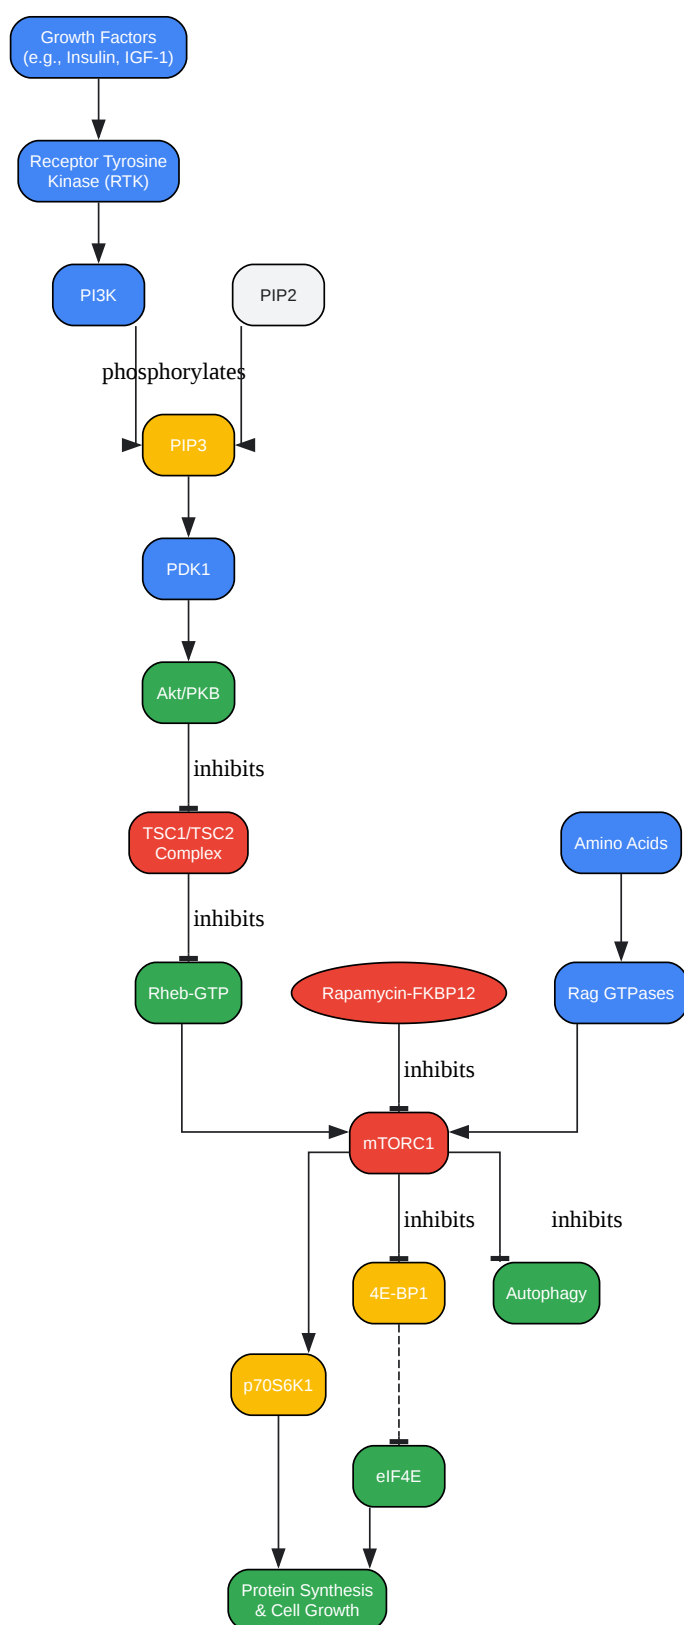 Growth Factors
(e.g., Insulin, IGF-1)
Receptor Tyrosine
Kinase (RTK)
PI3K
PIP2
phosphorylates
PIP3
PDK1
Akt/PKB
inhibits
TSC1/TSC2
Complex
Amino Acids
inhibits
Rheb-GTP
Rapamycin-FKBP12
Rag GTPases
inhibits
mTORC1
inhibits
inhibits
4E-BP1
Autophagy
p70S6K1
eIF4E
Protein Synthesis
& Cell Growth